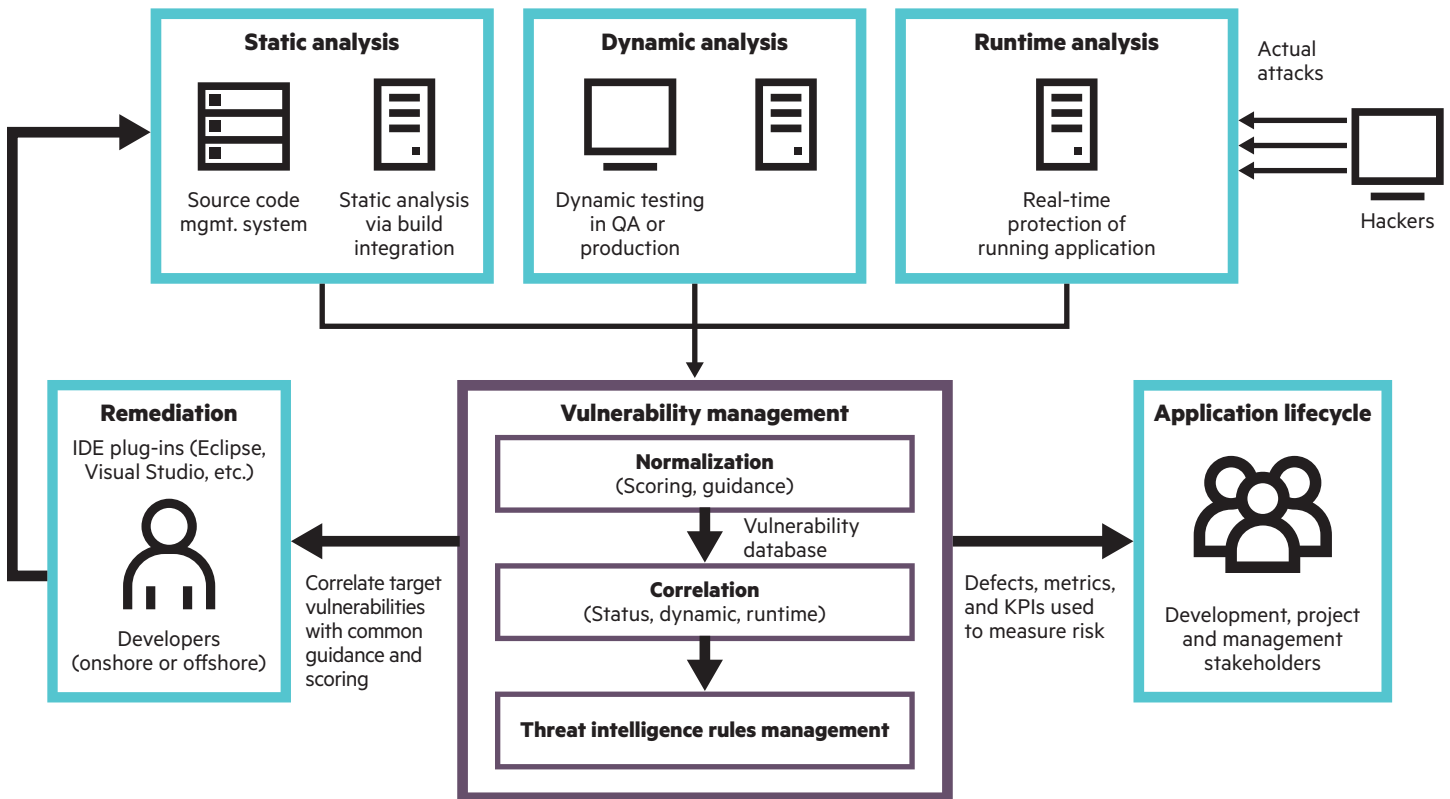 Static analysis
Source code
mgmt. system
Static analysis
via build
integration
Dynamic analysis
Dynamic testing
in QA or
production
Runtime analysis
Real-time
protection of
running application
Actual
attacks
Hackers
Remediation
IDE plug-ins (Eclipse,
Visual Studio, etc.)
Developers
(onshore or offshore)
Correlate target
vulnerabilities
with common
guidance and
scoring
Vulnerability management
Normalization
(Scoring, guidance)
Vulnerability
database
Correlation
(Status, dynamic, runtime)
Threat intelligence rules management
Defects, metrics,
and KPIs used
to measure risk
Application lifecycle
Development, project
and management
stakeholders